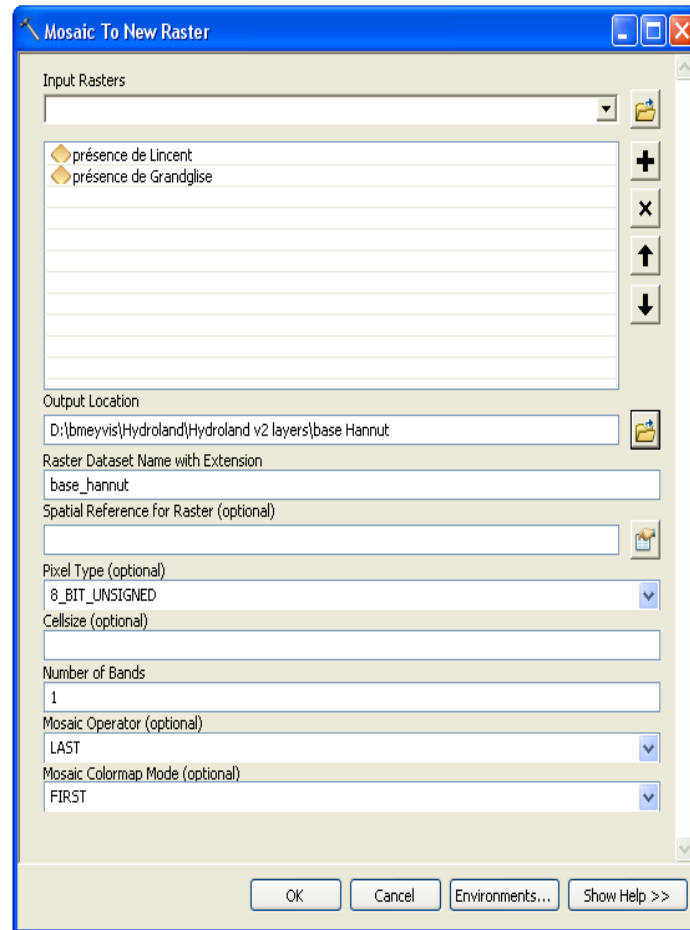 Mosaic To New Raster
Input Rasters
présence de Lincent
présence de Grandglise
Output Location
D:\bmeyvis\Hydroland\Hydroland v2 layers\base Hannut
Raster Dataset Name with Extension
base_hannut
Spatial Reference for Raster (optional)
Pixel Type (optional)
8_BIT_UNSIGNED
Cellsize (optional)
Number of Bands
1
Mosaic Operator (optional)
LAST
Mosaic Colormap Mode (optional)
FIRST
OK Cancel Environments... Show Help >>